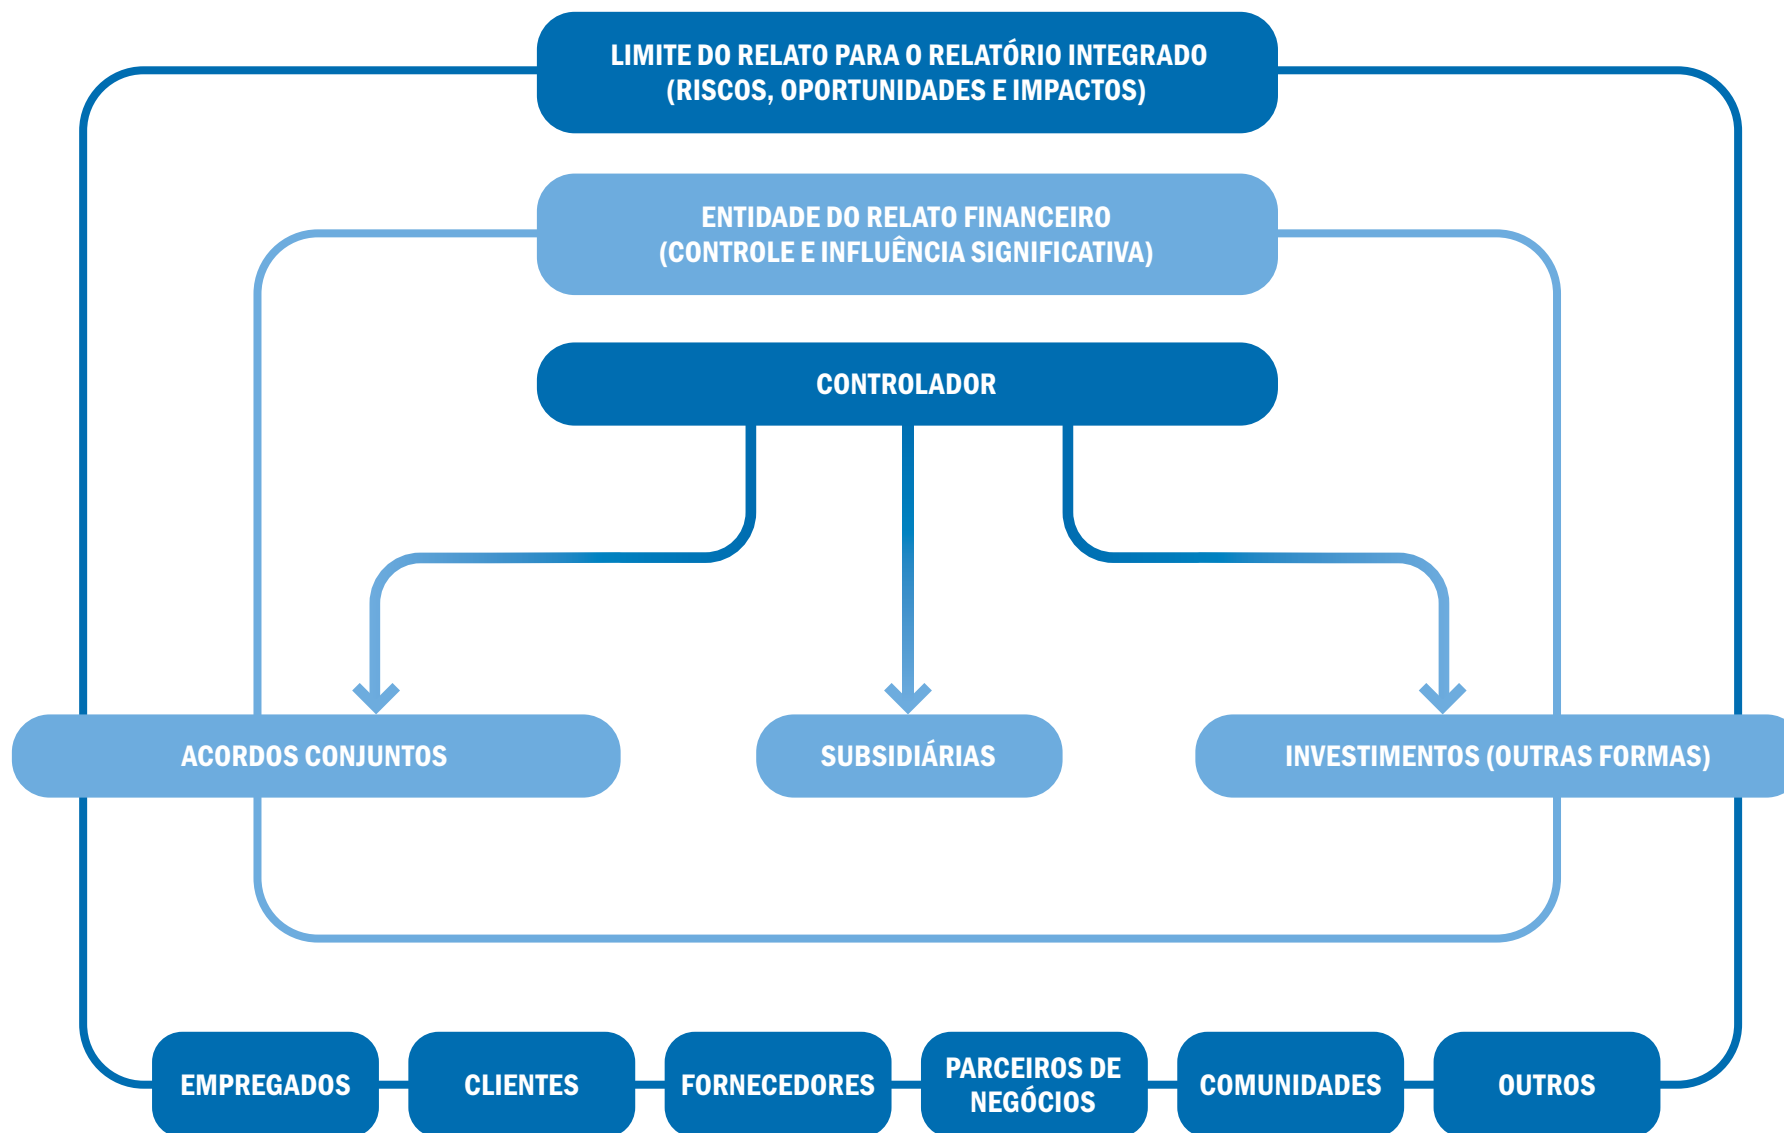 LIMITE DO RELATO PARA O RELATÓRIO INTEGRADO
(RISCOS, OPORTUNIDADES E IMPACTOS)
ENTIDADE DO RELATO FINANCEIRO
(CONTROLE E INFLUÊNCIA SIGNIFICATIVA)
CONTROLADOR
ACORDOS CONJUNTOS
SUBSIDIÁRIAS
INVESTIMENTOS (OUTRAS FORMAS)
EMPREGADOS
CLIENTES
FORNECEDORES
PARCEIROS DE
NEGÓCIOS
COMUNIDADES
OUTROS